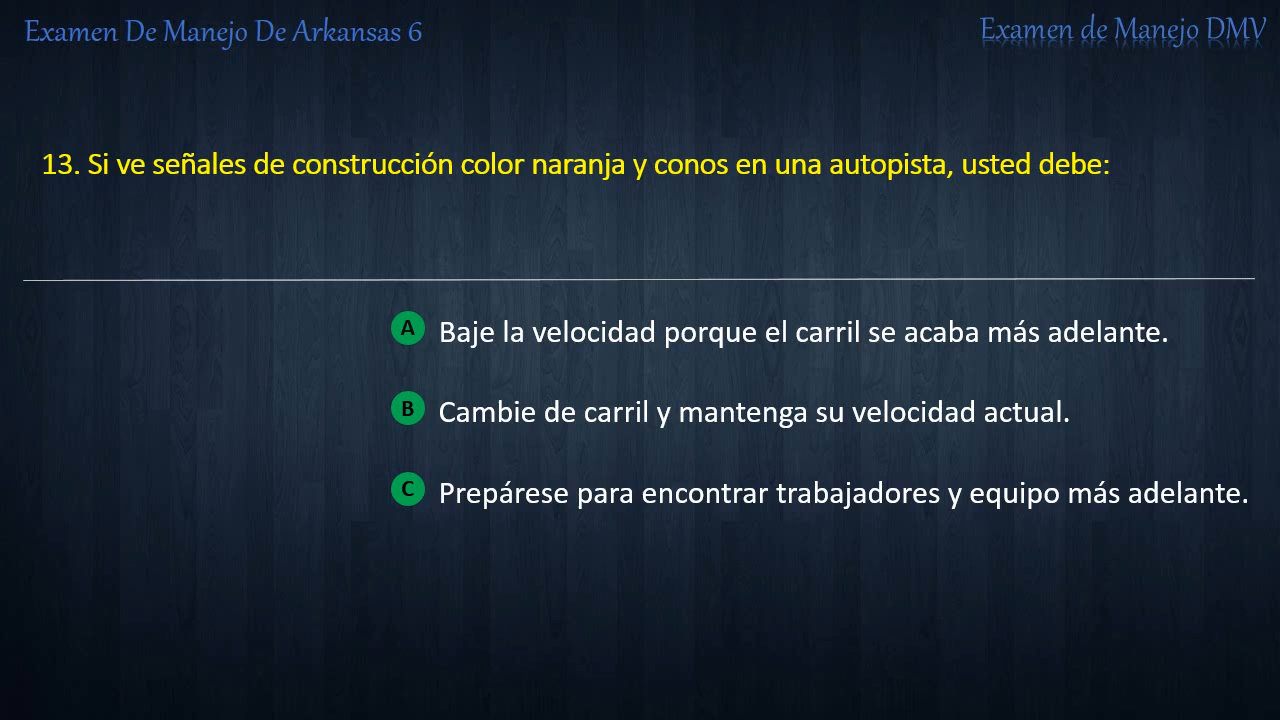 Examen De Manejo De Arkansas 6
Examen de Manejo DMV
13. Si ve señales de construcción color naranja y conos en una autopista, usted debe:
A Baje la velocidad porque el carril se acaba más adelante.
B Cambie de carril y mantenga su velocidad actual.
C Prepárese para encontrar trabajadores y equipo más adelante.